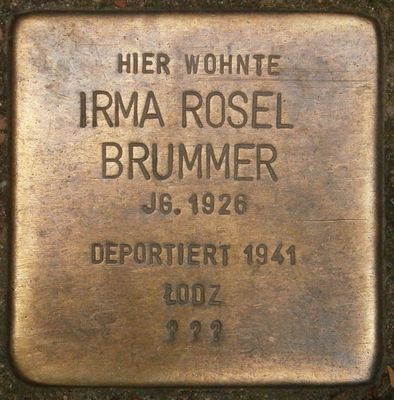 HIER WOHNTE
IRMA ROSEL
BRUMMER
JG. 1926
DEPORTIERT 1941
ŁODZ
? ? ?